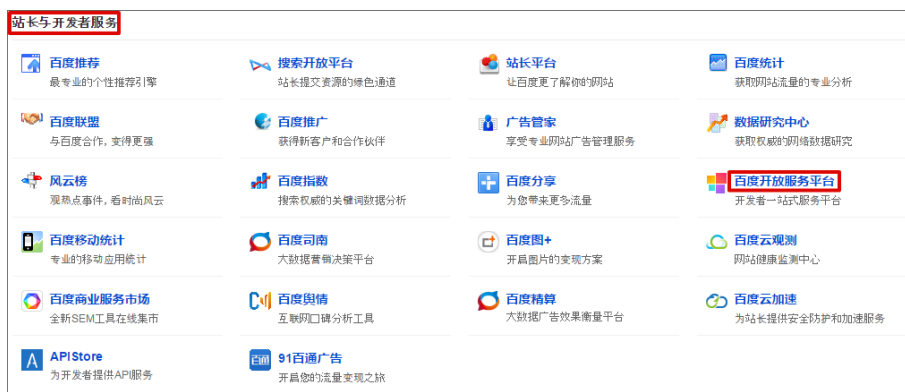 站长与开发者服务
百度推荐
最专业的个性推荐引擎
搜索开放平台
站长提交资源的绿色通道
站长平台
让百度更了解你的网站
百度统计
获取网站流量的专业分析
百度联盟
与百度合作，变得更强
百度推广
获得新客户和合作伙伴
广告管家
享受专业网站广告管理服务
数据研究中心
获取权威的网络数据研究
风云榜
观热点事件，看时尚风云
百度指数
搜索权威的关键词数据分析
百度分享
为您带来更多流量
百度开放服务平台
开发者一站式服务平台
百度移动统计
专业的移动应用统计
百度司南
大数据营销决策平台
百度图+
开启图片的变现方案
百度云观测
网站健康监测中心
百度商业服务市场
全新SEM工具在线集市
百度舆情
互联网口碑分析工具
百度精算
大数据广告效果衡量平台
百度云加速
为站长提供安全防护和加速服务
A APIStore
为开发者提供API服务
百通 91百通广告
开启您的流量变现之旅